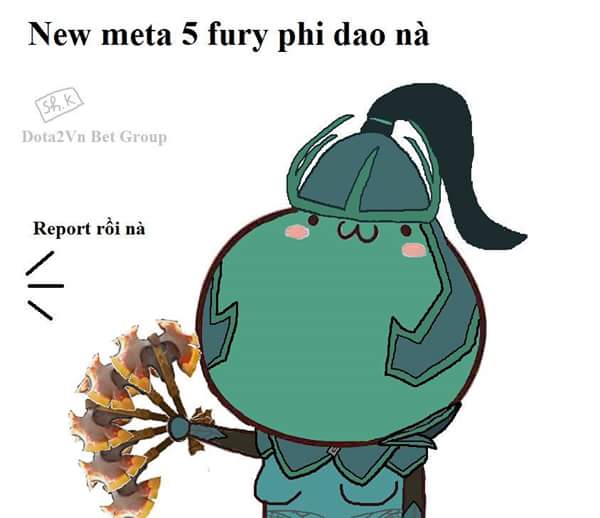 New meta 5 fury phi dao nà
Sh.K
Dota2Vn Bet Group
Report rồi nà